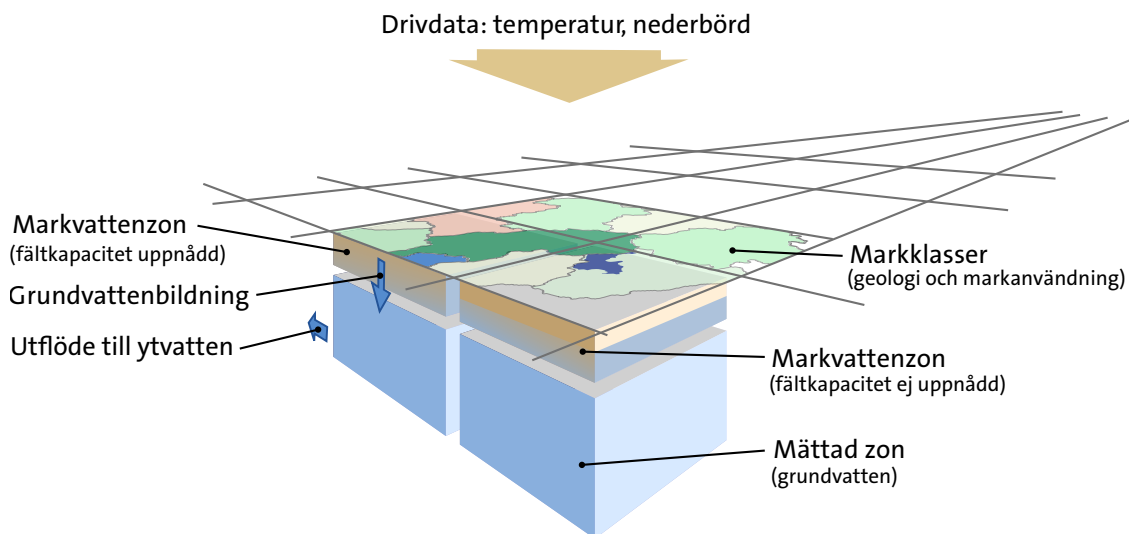 Drivdata: temperatur, nederbörd
Markvattenzon
(fältkapacitet uppnådd)
Grundvattenbildning
Utflöde till ytvatten
Markklasser
(geologi och markanvändning)
Markvattenzon
(fältkapacitet ej uppnådd)
Mättad zon
(grundvatten)